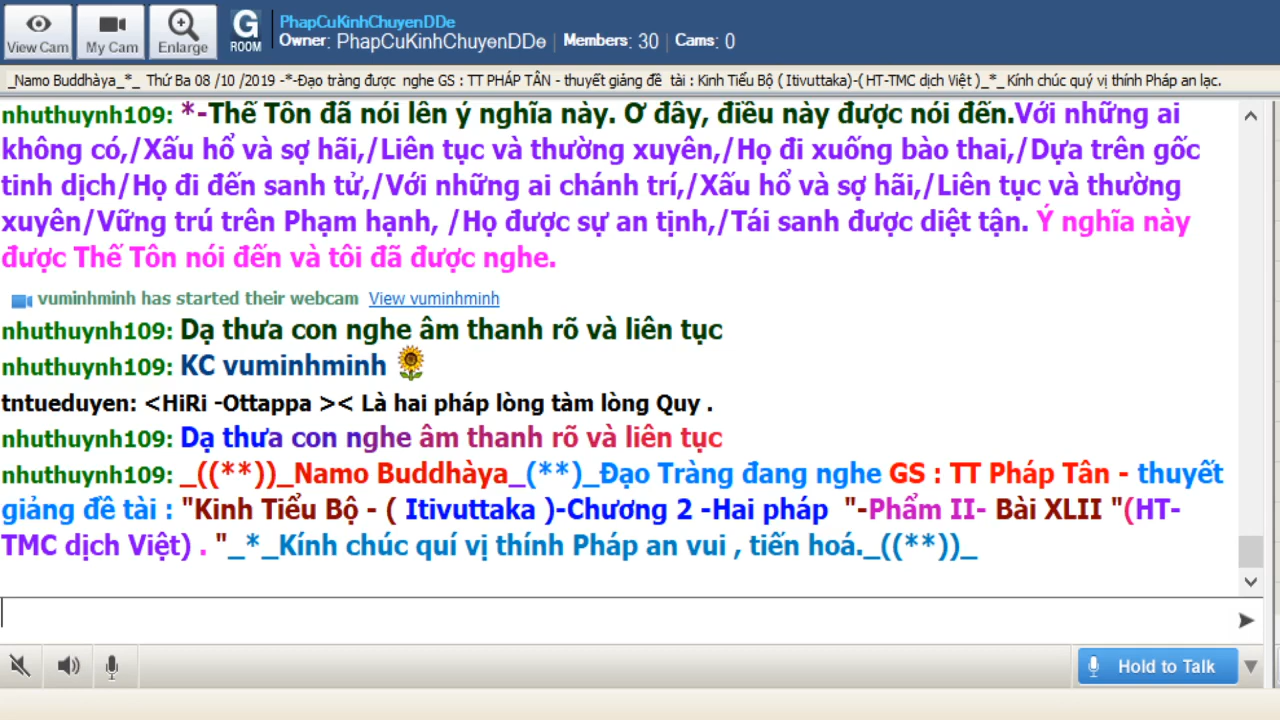 View Cam
My Cam
Enlarge
G
ROOM
PhapCuKinhChuyenDDe
Owner: PhapCuKinhChuyenDDe | Members: 30 | Cams: 0
_Namo Buddhàya_*_ Thứ Ba 08 /10 /2019 -*-Đạo tràng được nghe GS : TT PHÁP TÂN - thuyết giảng đề tài : Kinh Tiểu Bộ ( Itivuttaka)-( HT-TMC dịch Việt )_*_Kính chúc quý vị thính Pháp an lạc.
nhuthuynh109: *-Thế Tôn đã nói lên ý nghĩa này. Ơ đây, điều này được nói đến.Với những ai
không có,/Xấu hổ và sợ hãi,/Liên tục và thường xuyên,/Họ đi xuống bào thai,/Dựa trên gốc
tinh dịch/Họ đi đến sanh tử,/Với những ai chánh trí,/Xấu hổ và sợ hãi,/Liên tục và thường
xuyên/Vững trú trên Phạm hạnh, /Họ được sự an tịnh,/Tái sanh được diệt tận. Ý nghĩa này
được Thế Tôn nói đến và tôi đã được nghe.
vuminhminh has started their webcam View vuminhminh
nhuthuynh109: Dạ thưa con nghe âm thanh rõ và liên tục
nhuthuynh109: KC vuminhminh
tntueduyen: <HiRi -Ottappa >< Là hai pháp lòng tàm lòng Quy .
nhuthuynh109: Dạ thưa con nghe âm thanh rõ và liên tục
nhuthuynh109: _((**))_Namo Buddhàya_(**)_Đạo Tràng đang nghe GS : TT Pháp Tân - thuyết
giảng đề tài : "Kinh Tiểu Bộ - ( Itivuttaka )-Chương 2 -Hai pháp "-Phẩm II- Bài XLII "(HT-
TMC dịch Việt) . "_*_Kính chúc quí vị thính Pháp an vui , tiến hoá._((**))_
Hold to Talk